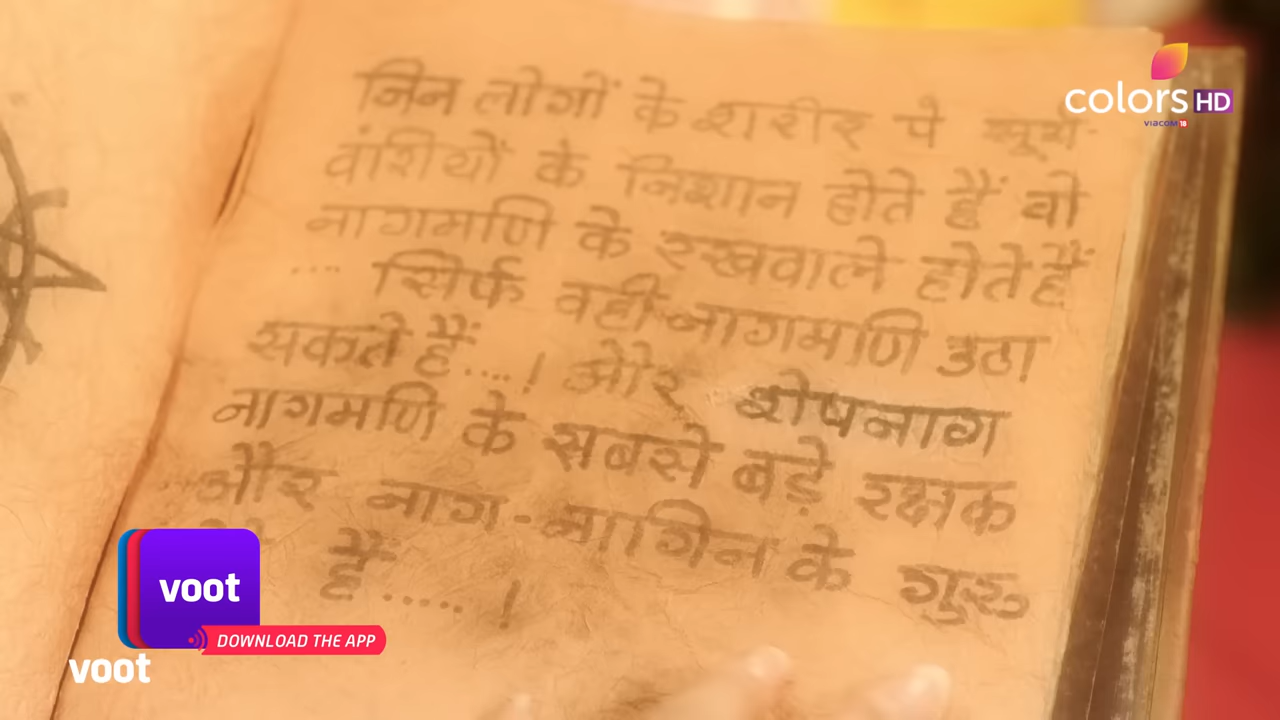 जिन लोगों के शरीर पे सूर्य
वंशियों के निशान होते हैं वो
नागमणि के रखवाले होते हैं
.... सिर्फ वही नागमणि उठा
सकते हैं....! और शेषनाग
नागमणि के सबसे बड़े रक्षक
और नाग-नागिन के गुरु
हैं.....!
colors HD
VIACOM18
voot
DOWNLOAD THE APP
voot